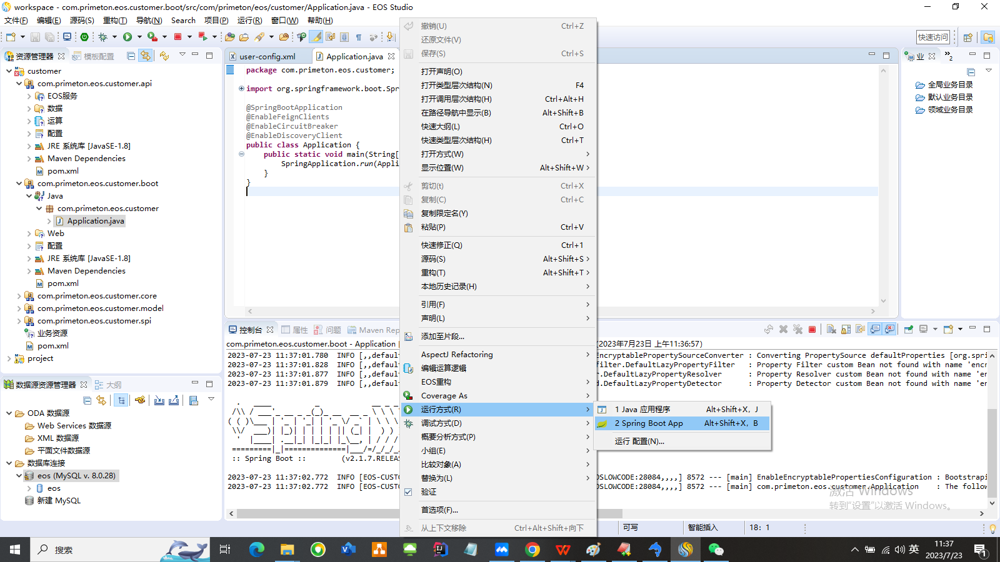 workspace - com.primeton.eos.customer.boot/src/com/primeton/eos/customer/Application.java - EOS Studio
文件(F) 编辑(E) 源码(S) 重构(T) 导航(N) Search 项目(P) 运行(R) 窗口(W) 帮助(H)
快速访问
资源管理器 模板配置
customer
com.primeton.eos.customer.api
EOS服务
数据
运算
配置
JRE 系统库 [JavaSE-1.8]
Maven Dependencies
pom.xml
com.primeton.eos.customer.boot
Java
com.primeton.eos.customer
Application.java
Web
配置
JRE 系统库 [JavaSE-1.8]
Maven Dependencies
pom.xml
com.primeton.eos.customer.core
com.primeton.eos.customer.model
com.primeton.eos.customer.spi
业务资源
pom.xml
project
数据源资源管理器 大纲
ODA 数据源
Web Services 数据源
XML 数据源
平面文件数据源
数据库连接
eos (MySQL v. 8.0.28)
eos
新建 MySQL
user-config.xml Application.java
package com.primeton.eos.customer;
import org.springframework.boot.Spr
@SpringBootApplication
@EnableFeignClients
@EnableCircuitBreaker
@EnableDiscoveryClient
public class Application {
public static void main(String[
SpringApplication.run(Appli
}
}
撤销(U) Ctrl+Z
还原文件(V)
保存(S) Ctrl+S
打开声明(O)
打开类型层次结构(N) F4
打开调用层次结构(H) Ctrl+Alt+H
在路径导航中显示(B) Alt+Shift+B
快速大纲(L) Ctrl+O
快速类型层次结构(H) Ctrl+T
打开方式(W)
显示位置(W) Alt+Shift+W
剪切(t) Ctrl+X
复制(C) Ctrl+C
复制限定名(Y)
粘贴(P) Ctrl+V
快速修正(Q) Ctrl+1
源码(S) Alt+Shift+S
重构(T) Alt+Shift+T
本地历史记录(H)
引用(F)
声明(L)
添加至片段...
AspectJ Refactoring
编辑运算逻辑
EOS重构
Coverage As
运行方式(R)
调试方式(D)
概要分析方式(P)
小组(E)
比较对象(A)
替换为(L)
验证
首选项(F)...
从上下文移除 Ctrl+Alt+Shift+向下
1 Java 应用程序 Alt+Shift+X, J
2 Spring Boot App Alt+Shift+X, B
运行 配置(N)...
业 »2
全局业务目录
默认业务目录
领域业务目录
控制台 属性 问题 Maven Rep
com.primeton.eos.customer.boot - Application [ (2023年7月23日 上午11:36:57)
2023-07-23 11:37:01.780 INFO [,,defaul EncryptablePropertySourceConverter : Converting PropertySource defaultProperties [org.spri
2023-07-23 11:37:01.828 INFO [,,defaul filter.DefaultLazyPropertyFilter : Property Filter custom Bean not found with name 'encr
2023-07-23 11:37:01.877 INFO [,,defaul r.DefaultLazyPropertyResolver : Property Resolver custom Bean not found with name 'en
2023-07-23 11:37:01.879 INFO [,,defaul d.DefaultLazyPropertyDetector : Property Detector custom Bean not found with name 'en
:: Spring Boot :: (v2.1.7.RELEAS
2023-07-23 11:37:02.772 INFO [EOS-CUST OSLOWCODE:28084,,,,] 8572 --- [main] EnableEncryptablePropertiesConfiguration : Bootstrapi
2023-07-23 11:37:02.772 INFO [EOS-CUST OSLOWCODE:28084,,,,] 8572 --- [main] com.primeton.eos.customer.Application : The follow
激活 Windows
转到"设置"以激活 Windows。
可写 智能插入 18: 1
搜索
英
11:37
2023/7/23
1